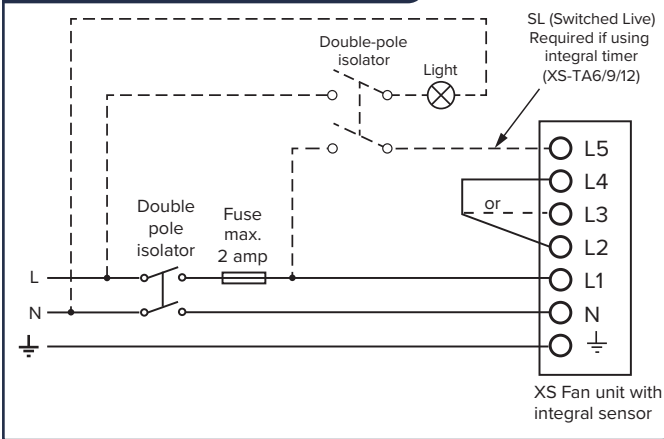 SL (Switched Live)
Required if using
integral timer
(XS-TA6/9/12)
Double-pole
isolator
Light
L5
L4
or
L3
L2
Double
pole
isolator
Fuse
max.
2 amp
L
L1
N
N
XS Fan unit with
integral sensor